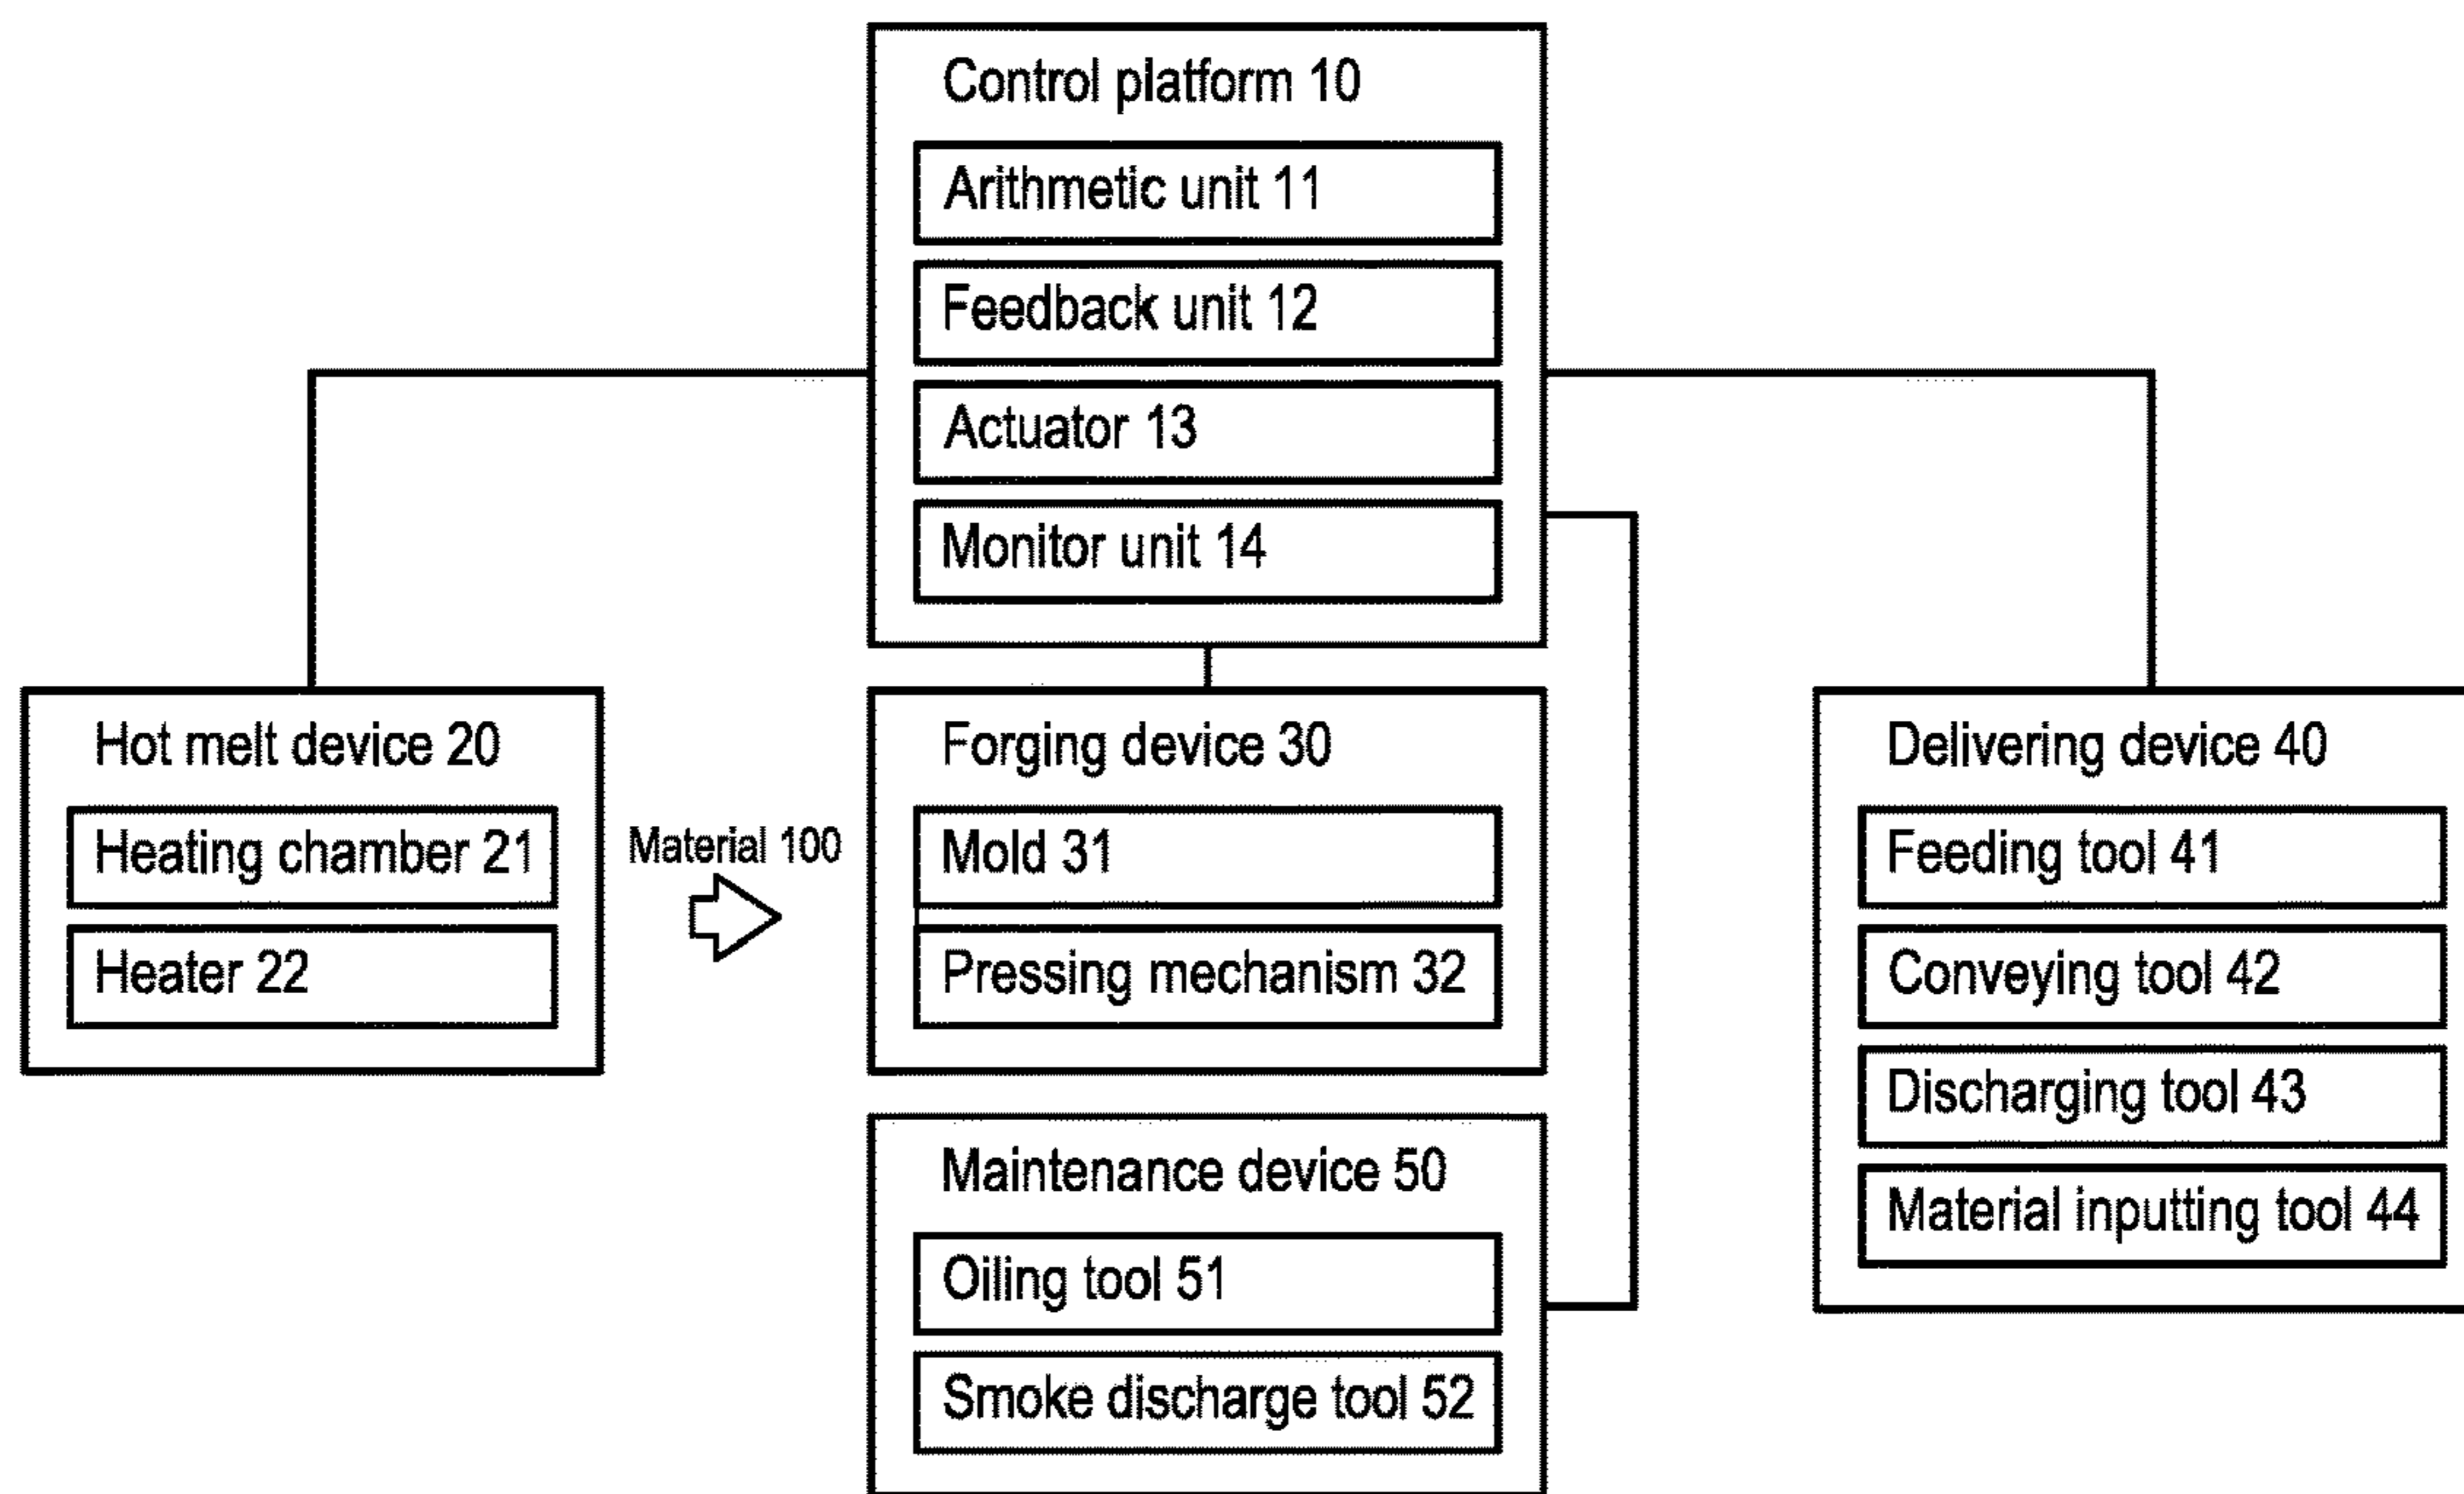 Control platform 10
Arithmetic unit 11
Feedback unit 12
Actuator 13
Monitor unit 14
Hot melt device 20
Heating chamber 21
Heater 22
Material 100
Forging device 30
Mold 31
Pressing mechanism 32
Delivering device 40
Feeding tool 41
Conveying tool 42
Discharging tool 43
Material inputting tool 44
Maintenance device 50
Oiling tool 51
Smoke discharge tool 52